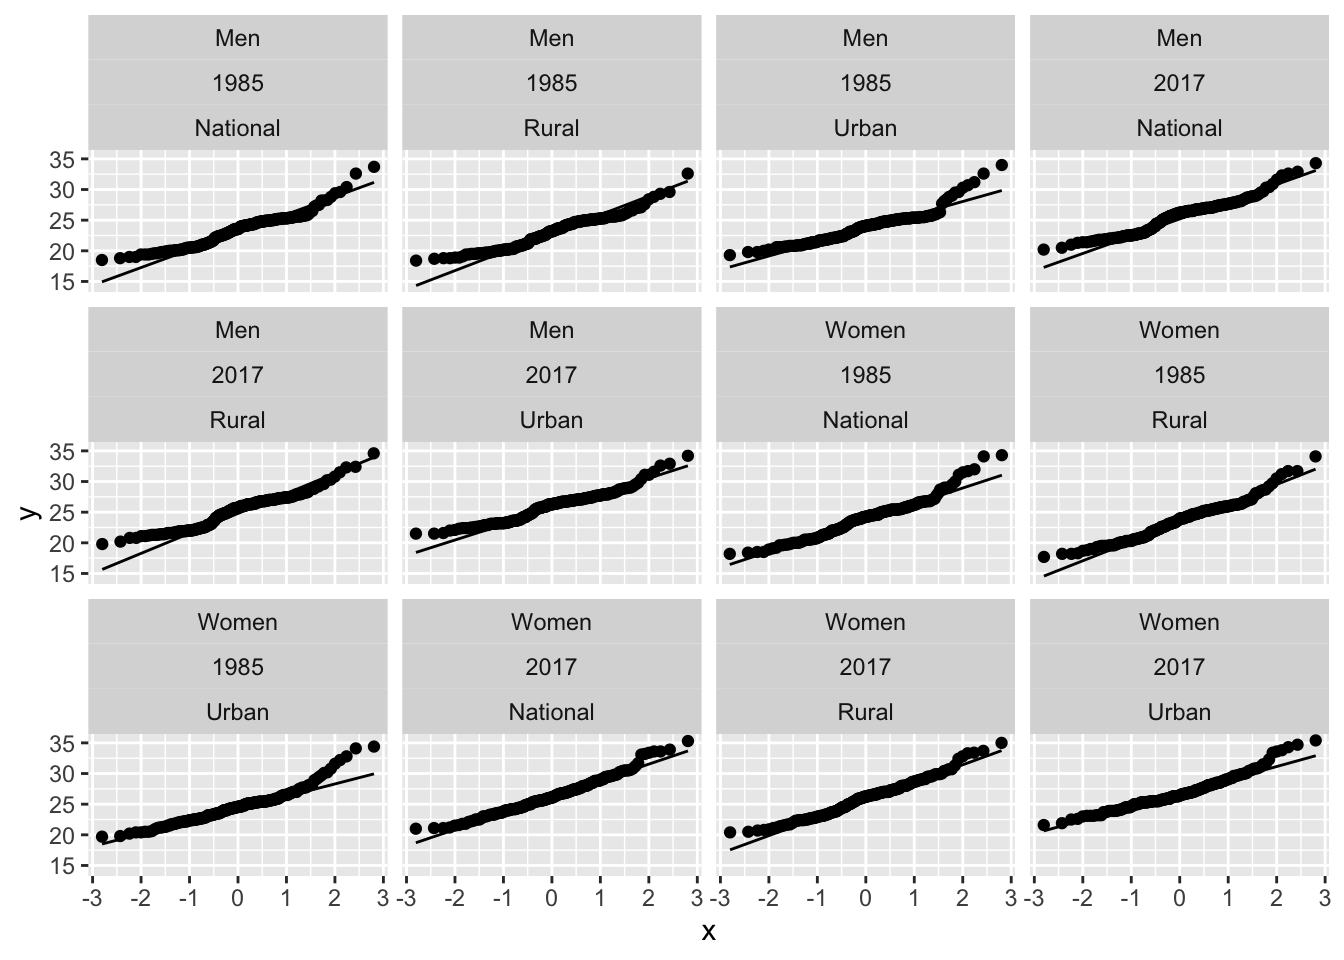 Men Men Men Men
1985 1985 1985 2017
National Rural Urban National
35
30
25
20
15
Men Men Women Women
2017 2017 1985 1985
Rural Urban National Rural
35
30
25
20
15
y
Women Women Women Women
1985 2017 2017 2017
Urban National Rural Urban
35
30
25
20
15
-3 -2 -1 0 1 2 3 -3 -2 -1 0 1 2 3 -3 -2 -1 0 1 2 3 -3 -2 -1 0 1 2 3
x